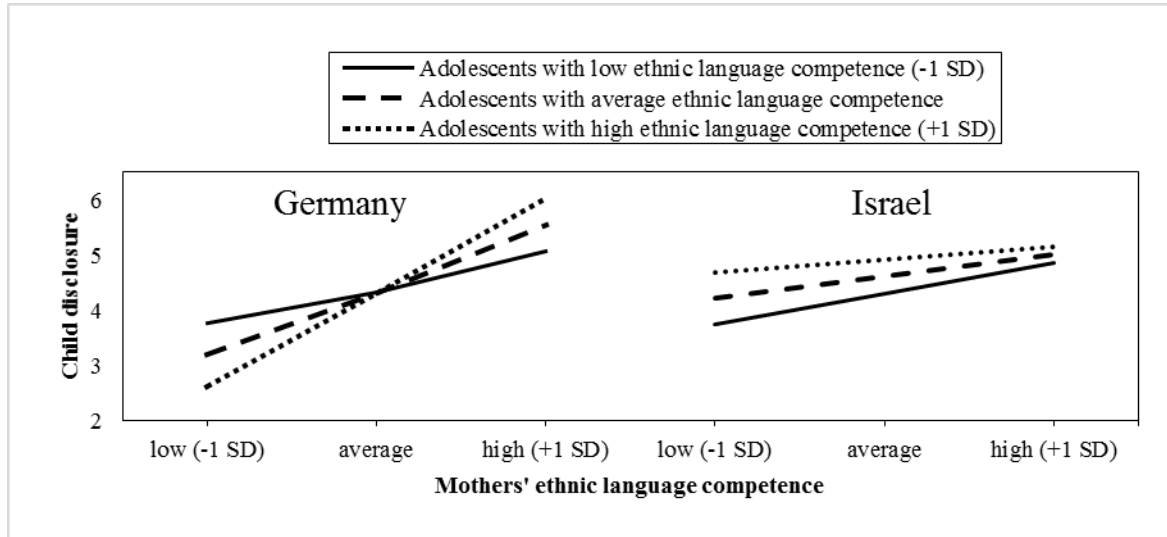 Adolescents with low ethnic language competence (-1 SD)
Adolescents with average ethnic language competence
Adolescents with high ethnic language competence (+1 SD)
Germany
Israel
Child disclosure
6
5
4
3
2
low (-1 SD) average high (+1 SD) low (-1 SD) average high (+1 SD)
Mothers' ethnic language competence